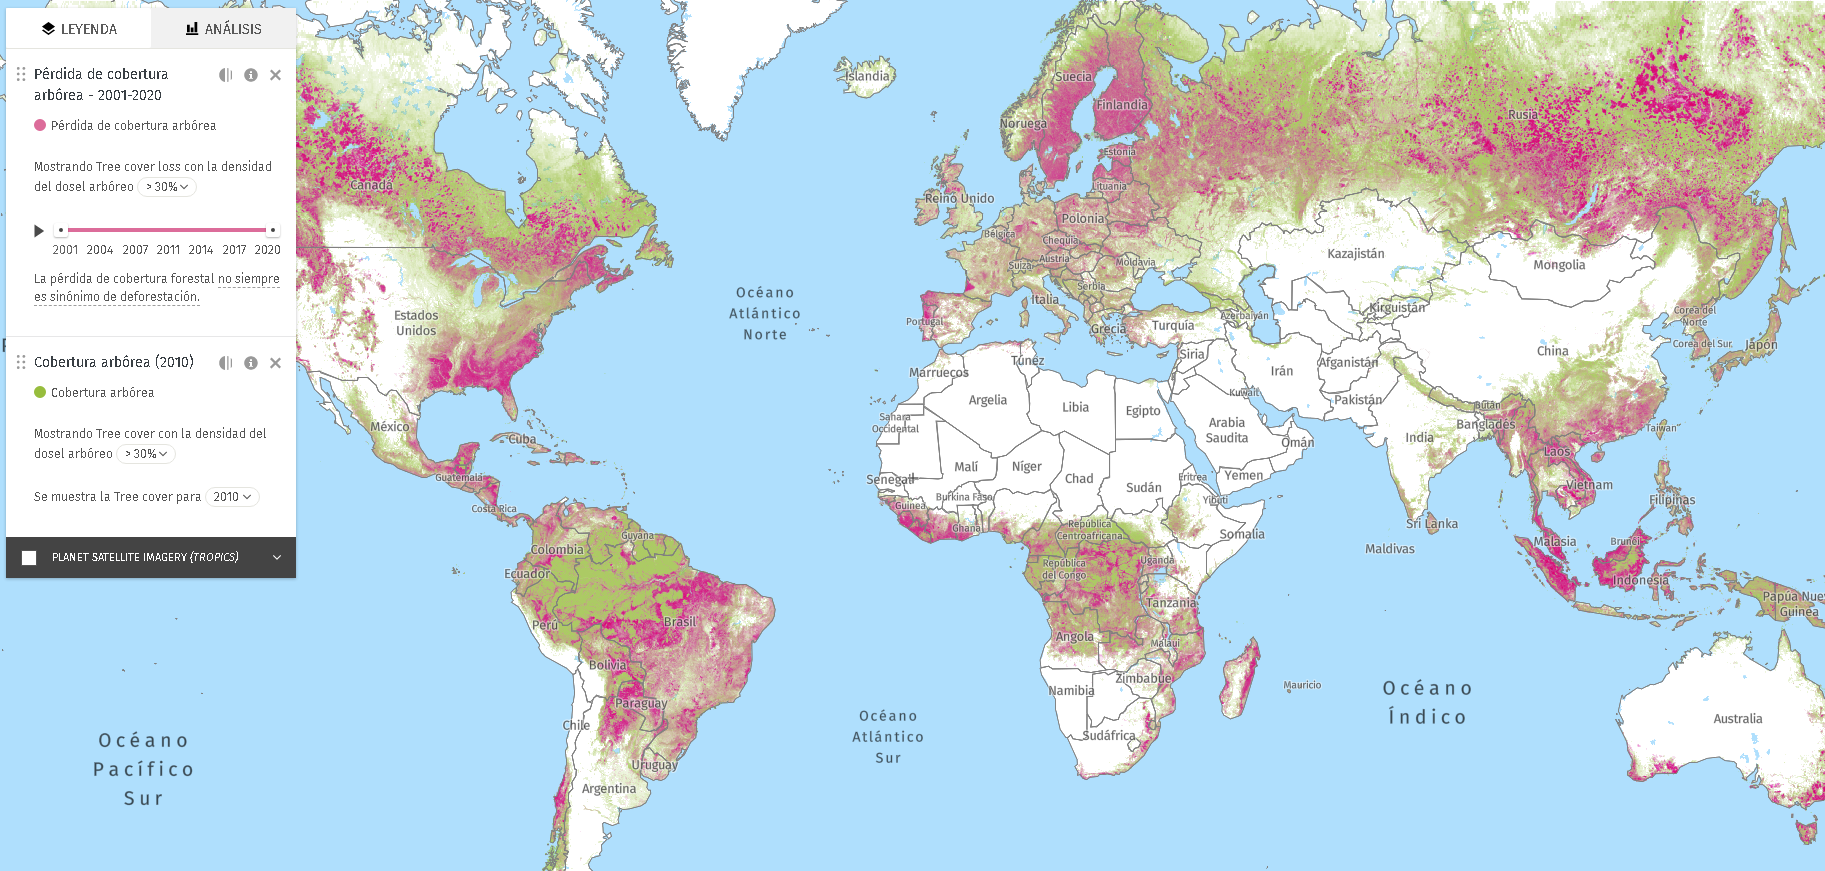 LEYENDA
ANÁLISIS
Pérdida de cobertura
arbórea - 2001-2020
Pérdida de cobertura arbórea
Mostrando Tree cover loss con la densidad
del dosel arbóreo > 30%
2001 2004 2007 2011 2014 2017 2020
La pérdida de cobertura forestal no siempre
es sinónimo de deforestación.
Cobertura arbórea (2010)
Cobertura arbórea
Mostrando Tree cover con la densidad del
dosel arbóreo > 30%
Se muestra la Tree cover para 2010
PLANET SATELLITE IMAGERY (TROPICS)
Canadá
Estados
Unidos
México
Cuba
Guatemala
Costa Rica
Guyana
Colombia
Ecuador
Perú
Brasil
Bolivia
Paraguay
Chile
Uruguay
Argentina
Océano
Pacífico
Sur
Océano
Atlántico
Norte
Océano
Atlántico
Sur
Islandia
Suecia
Finlandia
Noruega
Estonia
Lituania
Reino Unido
Polonia
Bélgica
Chequia
Suiza
Austria
Moldavia
Serbia
Italia
Portugal
Grecia
Turquía
Azerbaiyán
Rusia
Kazajistán
Mongolia
Kirguistán
Corea del
Norte
Corea del Sur
Japón
China
Siria
Irán
Afganistán
Kuwait
Pakistán
Bután
Banglades
Taiwan
India
Laos
Vietnam
Filipinas
Sri Lanka
Maldivas
Malasia
Brunéi
Indonesia
Papúa Nueva
Guinea
Túnez
Marruecos
Argelia
Libia
Egipto
Arabia
Saudita
Omán
Yemen
Sahara
Occidental
Malí
Níger
Chad
Sudán
Eritrea
Yibuti
Senegal
Burkina Faso
Guinea
Ghana
República
Centroafricana
Somalia
Uganda
República
del Congo
Tanzania
Angola
Malaui
Zimbabue
Namibia
Sudáfrica
Mauricio
Océano
Índico
Australia